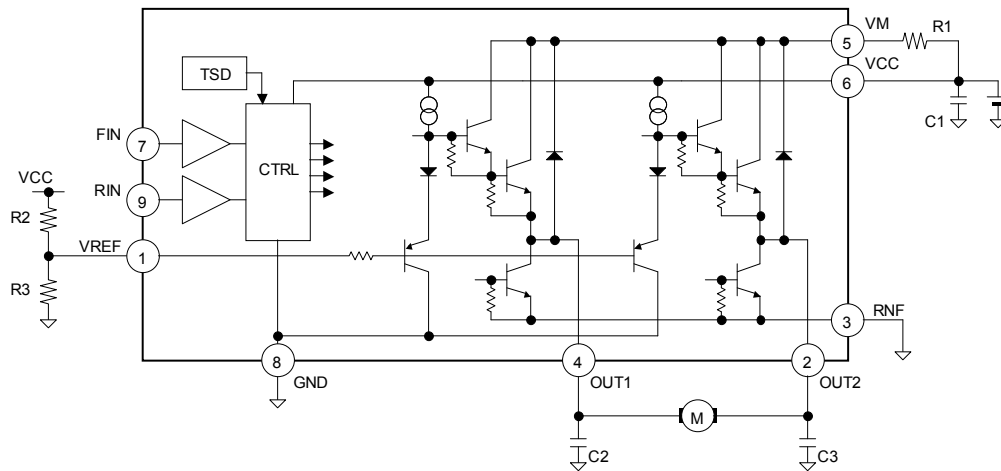 VM
R1
5
VCC
TSD
6
FIN
C1
7
CTRL
VCC
RIN
9
R2
VREF
1
R3
RNF
3
8
4
2
GND
OUT1
OUT2
M
C2
C3